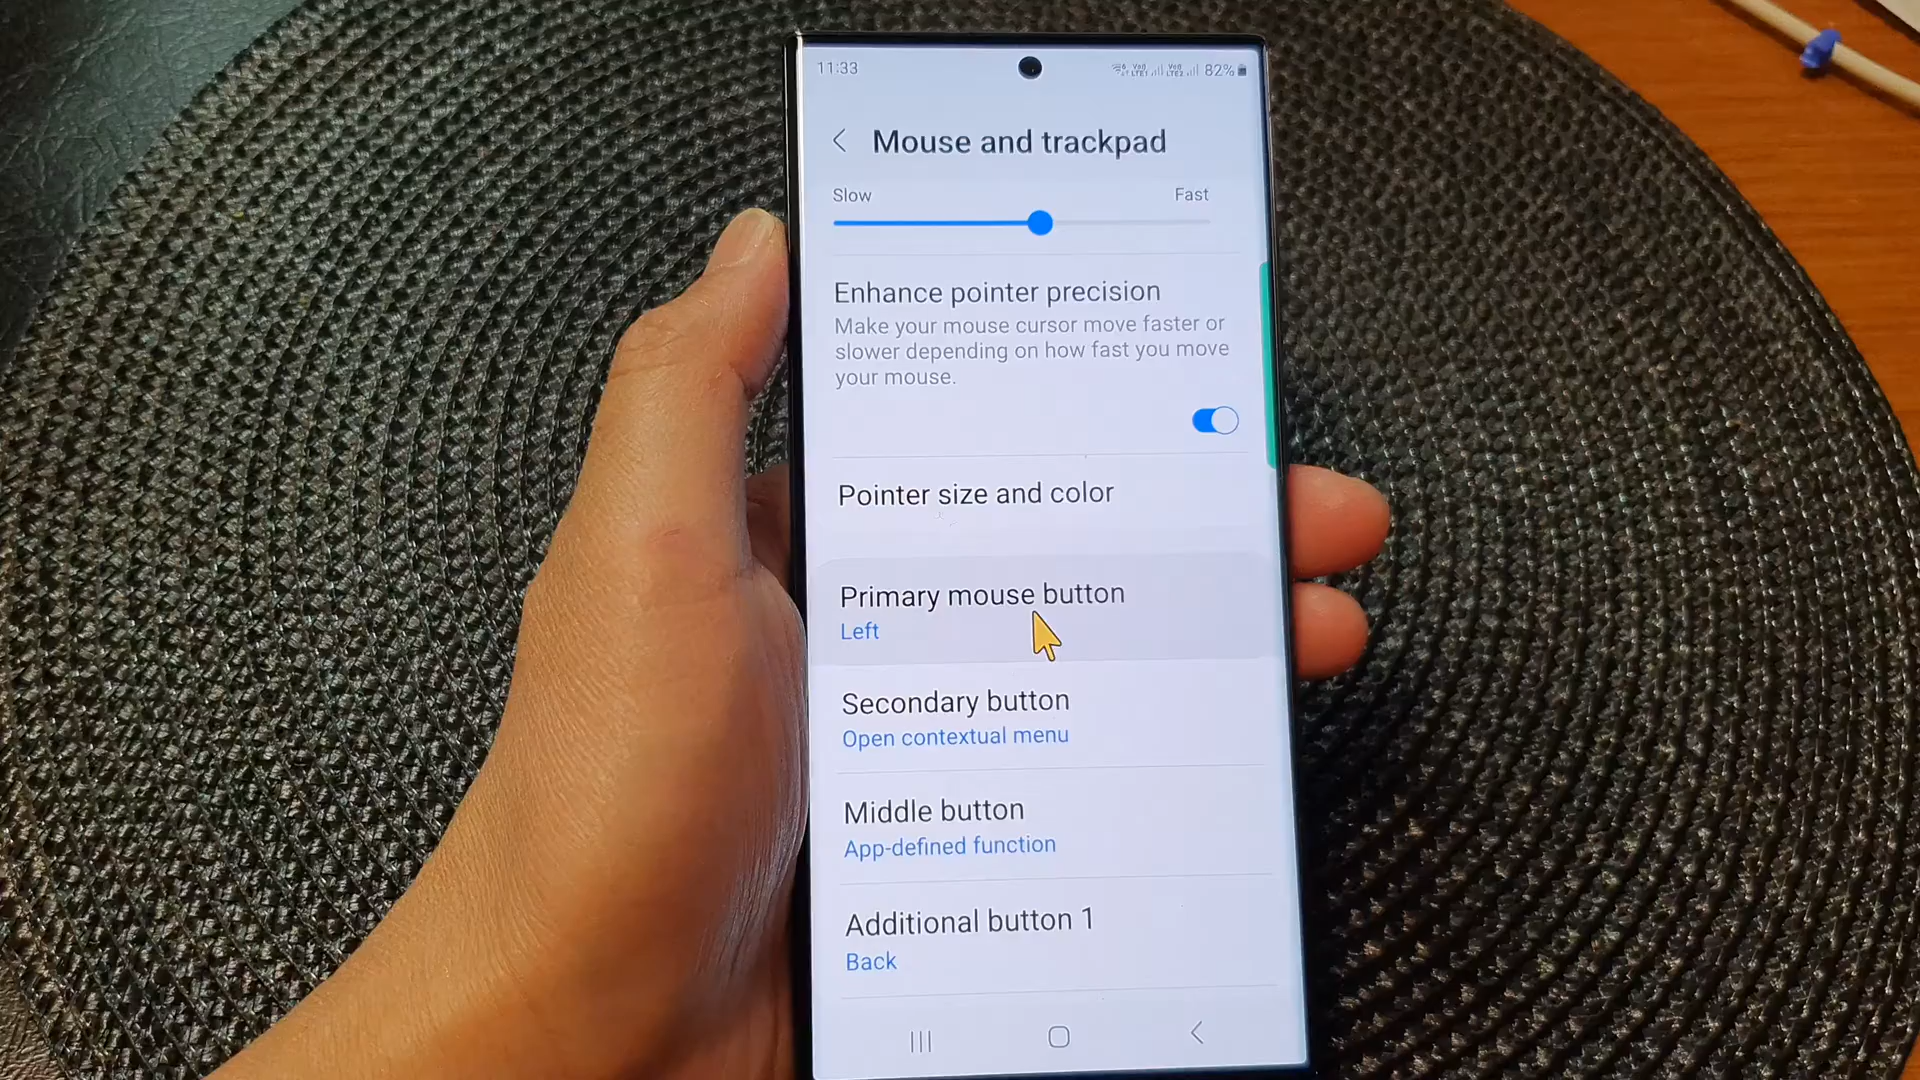 11:33
82%
Mouse and trackpad
Slow
Fast
Enhance pointer precision
Make your mouse cursor move faster or
slower depending on how fast you move
your mouse.
Pointer size and color
Primary mouse button
Left
Secondary button
Open contextual menu
Middle button
App-defined function
Additional button 1
Back